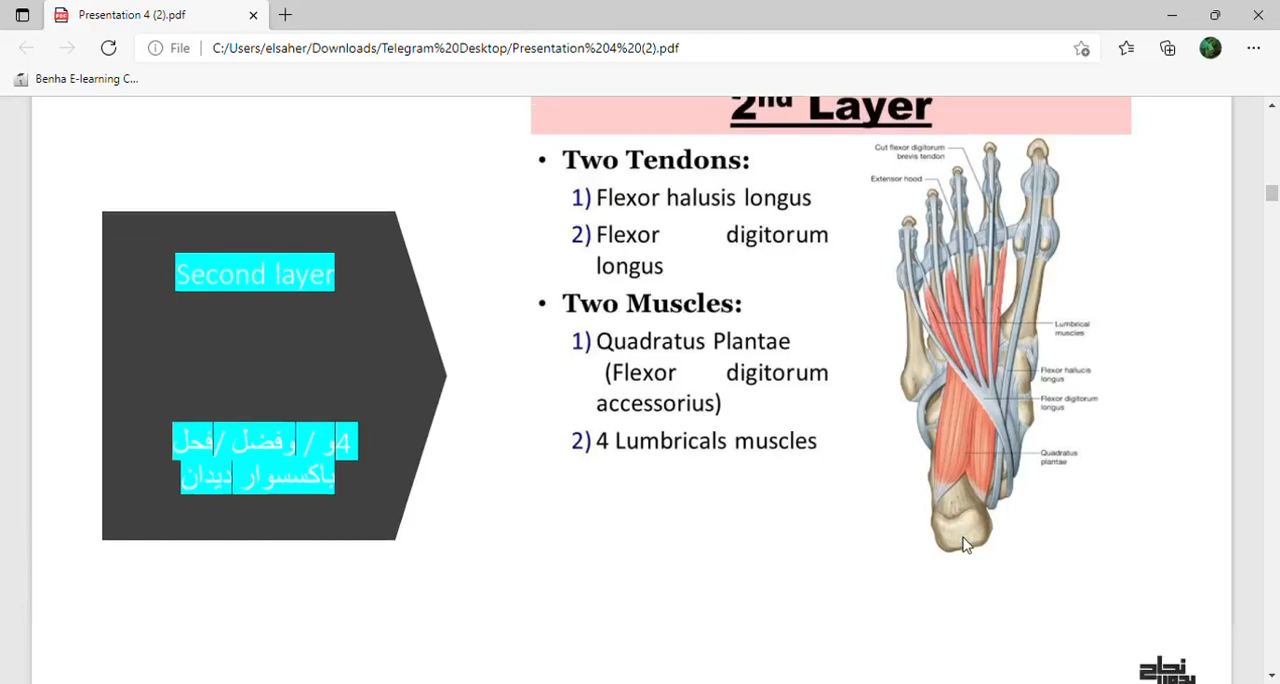 Presentation 4 (2).pdf
File
C:/Users/elsaher/Downloads/Telegram%20Desktop/Presentation%204%20(2).pdf
Benha E-learning C...
2nd Layer
Second layer
فحل/ وفضل / و4
باكسسوار ديدان
• Two Tendons:
1) Flexor halusis longus
2) Flexor digitorum
longus
• Two Muscles:
1) Quadratus Plantae
(Flexor digitorum
accessorius)
2) 4 Lumbricals muscles
Cut flexor digitorum
brevis tendon
Extensor hood
Lumbrical
muscles
Flexor hallucis
longus
Flexor digitorum
longus
Quadratus
plantae
نجاح